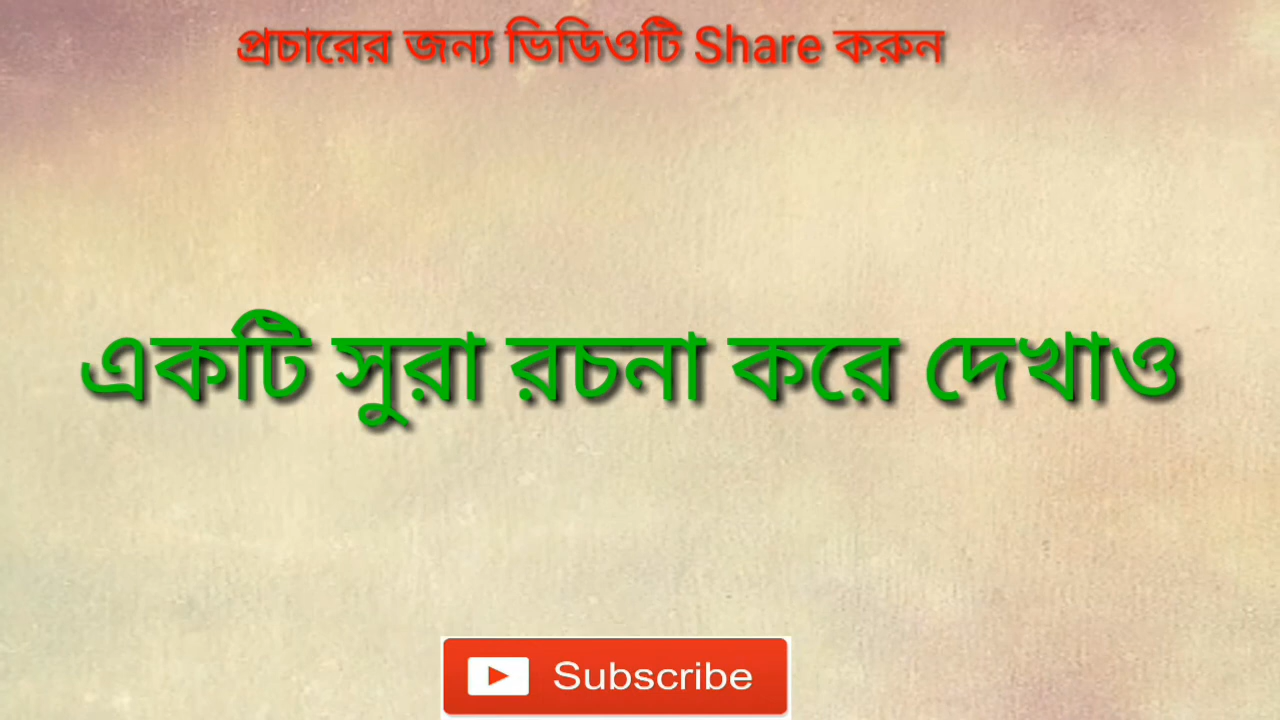 প্রচারের জন্য ভিডিওটি Share করুন
একটি সুরা রচনা করে দেখাও
Subscribe